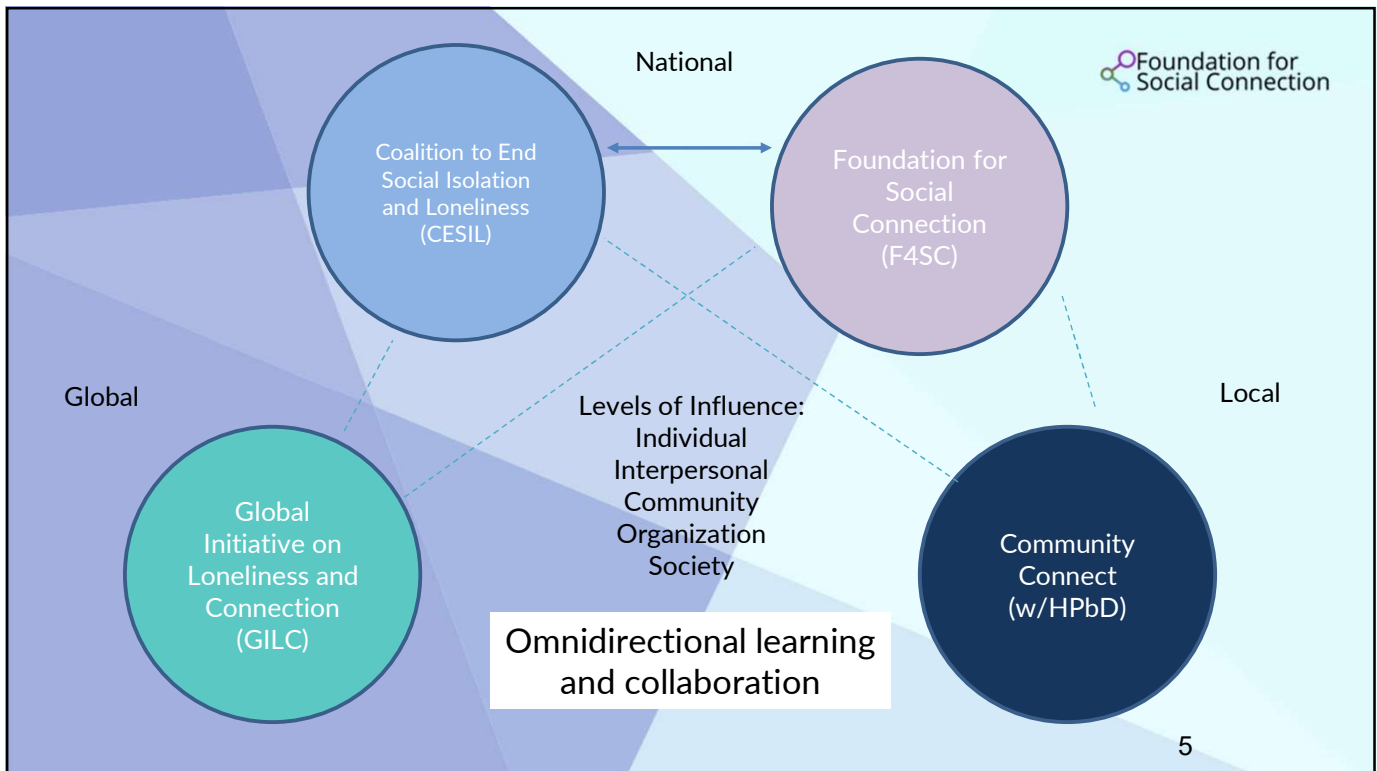 National
Foundation for
Social Connection
Coalition to End
Social Isolation
and Loneliness
(CESIL)
Foundation for
Social
Connection
(F4SC)
Global
Local
Levels of Influence:
Individual
Interpersonal
Community
Organization
Society
Global
Initiative on
Loneliness and
Connection
(GILC)
Community
Connect
(w/HPbD)
Omnidirectional learning
and collaboration
5